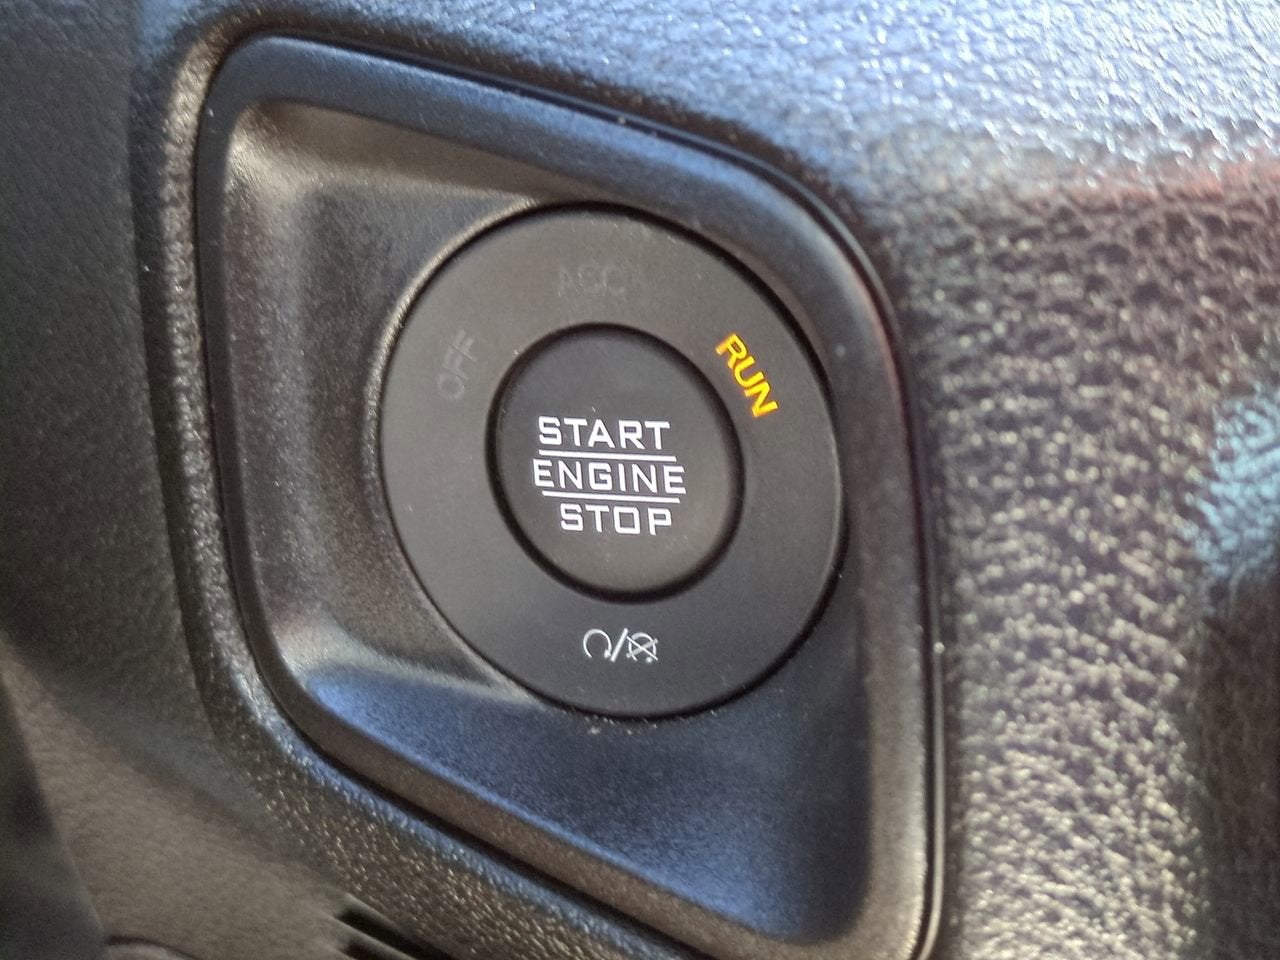 ACC
OFF
RUN
START
ENGINE
STOP